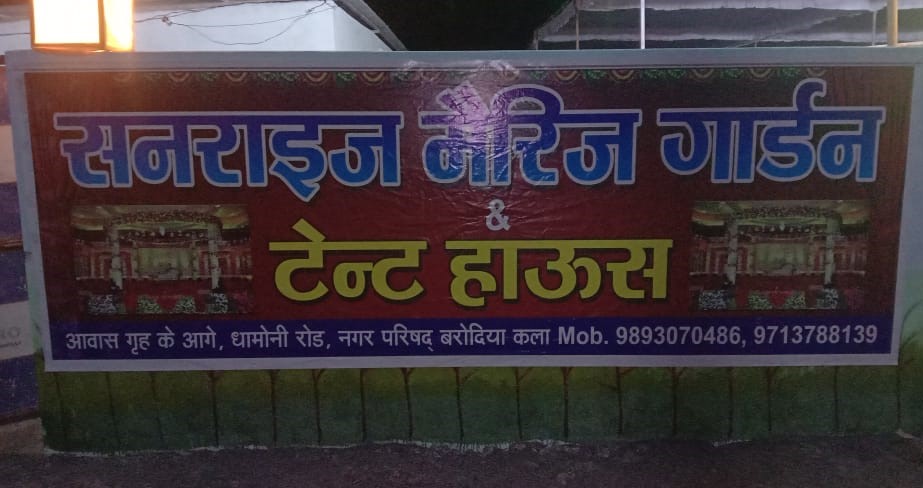 सनराइज मैरिज गार्डन
&
टेन्ट हाऊस
आवास गृह के आगे, धामोनी रोड, नगर परिषद् बरोदिया कला Mob. 9893070486, 9713788139